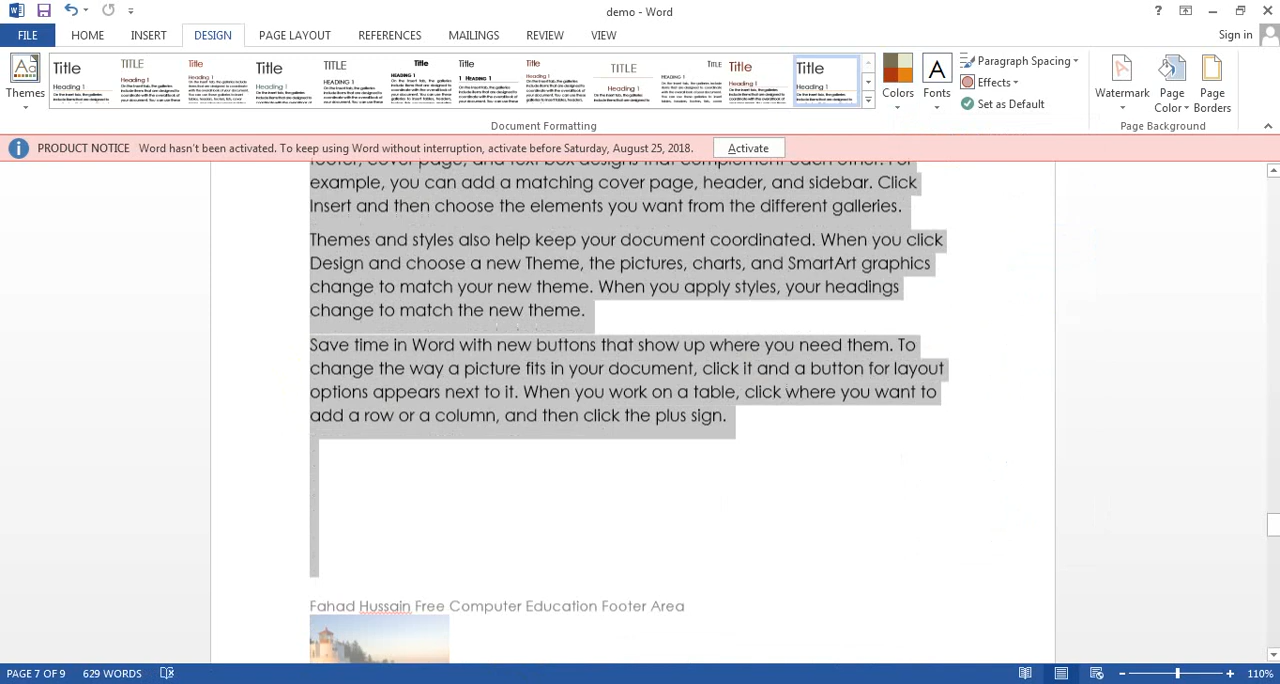 demo - Word
?
FILE HOME INSERT DESIGN PAGE LAYOUT REFERENCES MAILINGS REVIEW VIEW Sign in
Themes
Title
Heading 1
TITLE
Heading 1
Title
Heading 1
Title
Heading 1
TITLE
HEADING 1
Title
HEADING 1
Title
1 Heading 1
Title
Heading 1
TITLE
Heading 1
TITLE
HEADING 1
Title
Heading 1
Title
Heading 1
Colors
Fonts
Paragraph Spacing
Effects
Set as Default
Watermark
Page
Color
Page
Borders
Document Formatting
Page Background
PRODUCT NOTICE Word hasn't been activated. To keep using Word without interruption, activate before Saturday, August 25, 2018. Activate
footer, cover page, and text box designs that complement each other. For
example, you can add a matching cover page, header, and sidebar. Click
Insert and then choose the elements you want from the different galleries.
Themes and styles also help keep your document coordinated. When you click
Design and choose a new Theme, the pictures, charts, and SmartArt graphics
change to match your new theme. When you apply styles, your headings
change to match the new theme.
Save time in Word with new buttons that show up where you need them. To
change the way a picture fits in your document, click it and a button for layout
options appears next to it. When you work on a table, click where you want to
add a row or a column, and then click the plus sign.
Fahad Hussain Free Computer Education Footer Area
PAGE 7 OF 9 629 WORDS 110%